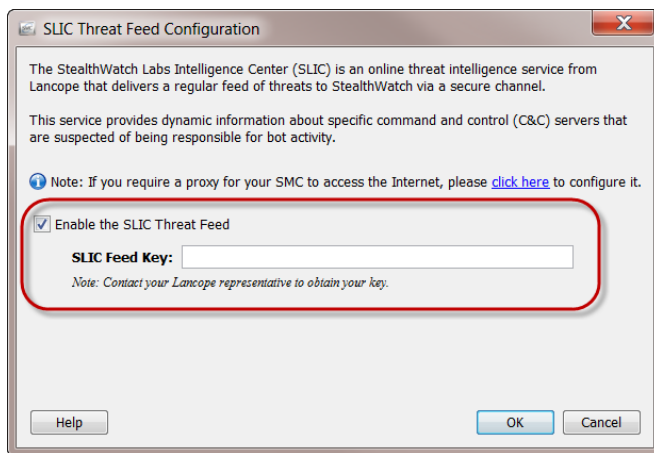 SLIC Threat Feed Configuration
The StealthWatch Labs Intelligence Center (SLIC) is an online threat intelligence service from
Lancope that delivers a regular feed of threats to StealthWatch via a secure channel.
This service provides dynamic information about specific command and control (C&C) servers that
are suspected of being responsible for bot activity.
Note: If you require a proxy for your SMC to access the Internet, please click here to configure it.
Enable the SLIC Threat Feed
SLIC Feed Key:
Note: Contact your Lancope representative to obtain your key.
Help OK Cancel